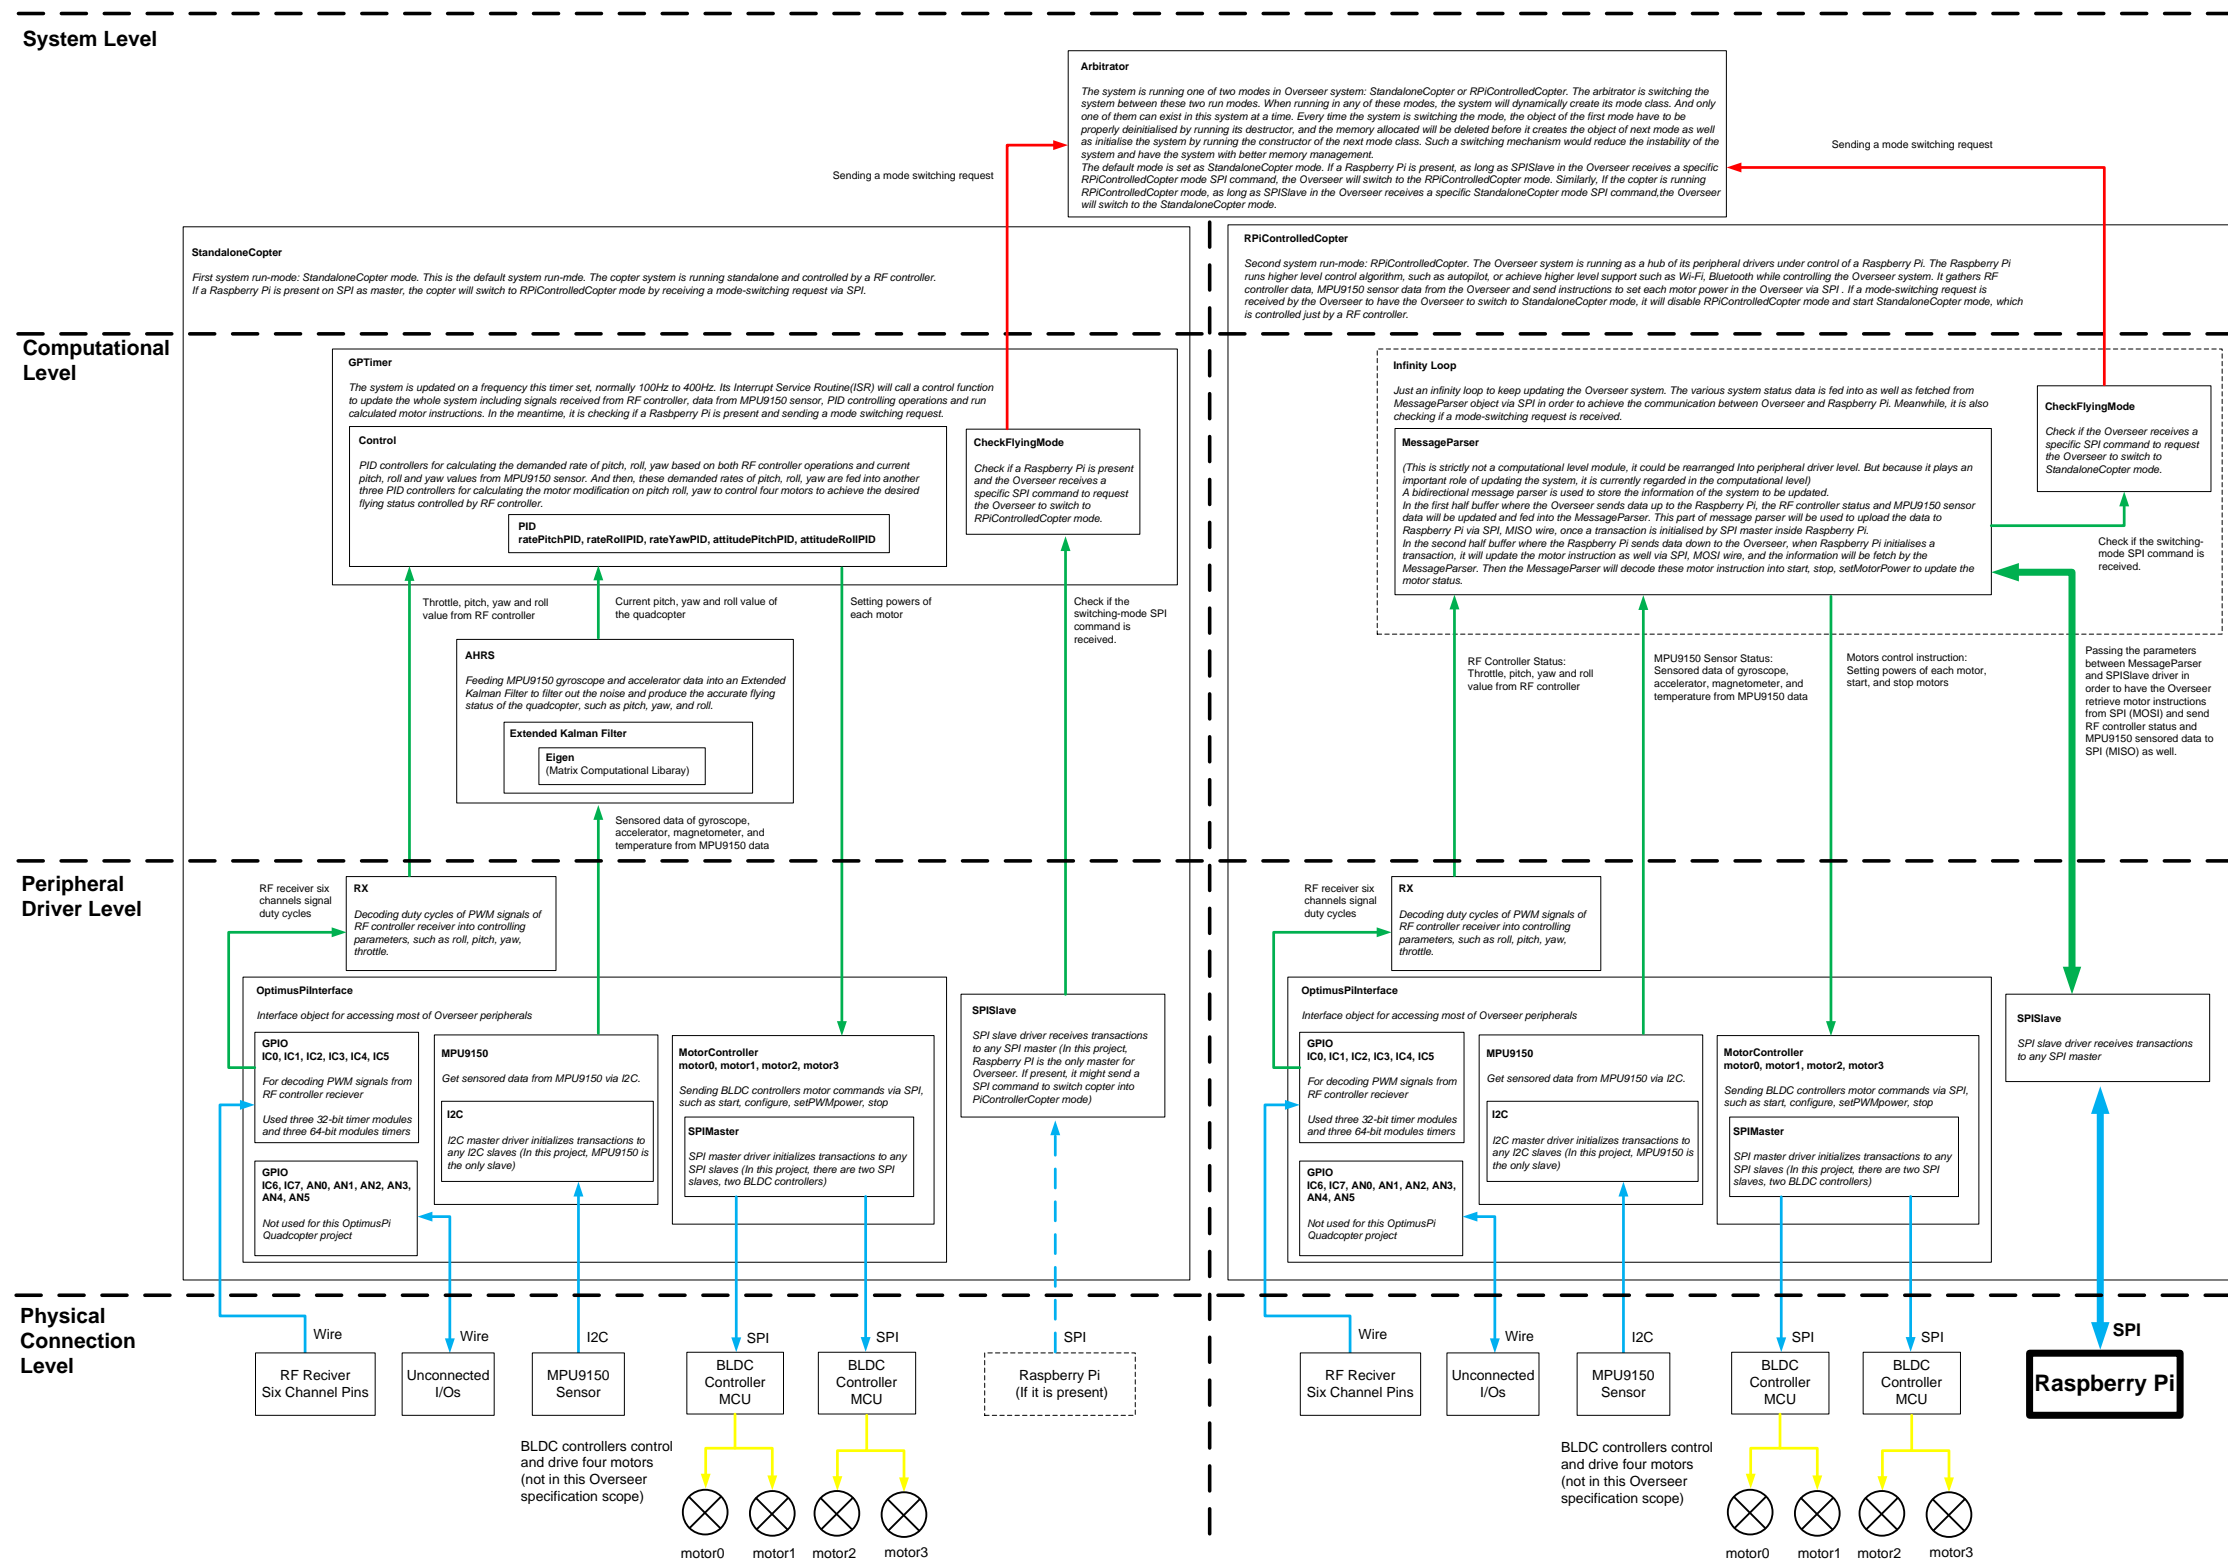 System Level
Arbitrator
The system is running one of two modes in Overseer system: StandaloneCopter or RPiControlledCopter. The arbitrator is switching the
system between these two run modes. When running in any of these modes, the system will dynamically create its mode class. And only
one of them can exist in this system at a time. Every time the system is switching the mode, the object of the first mode have to be
properly deinitialised by running its destructor, and the memory allocated will be deleted before it creates the object of next mode as well
as initialise the system by running the constructor of the next mode class. Such a switching mechanism would reduce the instability of the
system and have the system with better memory management.
The default mode is set as StandaloneCopter mode. If a Raspberry Pi is present, as long as SPISlave in the Overseer receives a specific
RPiControlledCopter mode SPI command, the Overseer will switch to the RPiControlledCopter mode. Similarly, If the copter is running
RPiControlledCopter mode, as long as SPISlave in the Overseer receives a specific StandaloneCopter mode SPI command,the Overseer
will switch to the StandaloneCopter mode.
Sending a mode switching request
Sending a mode switching request
StandaloneCopter
First system run-mode: StandaloneCopter mode. This is the default system run-mde. The copter system is running standalone and controlled by a RF controller.
If a Raspberry Pi is present on SPI as master, the copter will switch to RPiControlledCopter mode by receiving a mode-switching request via SPI.
RPiControlledCopter
Second system run-mode: RPiControlledCopter. The Overseer system is running as a hub of its peripheral drivers under control of a Raspberry Pi. The Raspberry Pi
runs higher level control algorithm, such as autopilot, or achieve higher level support such as Wi-Fi, Bluetooth while controlling the Overseer system. It gathers RF
controller data, MPU9150 sensor data from the Overseer and send instructions to set each motor power in the Overseer via SPI . If a mode-switching request is
received by the Overseer to have the Overseer to switch to StandaloneCopter mode, it will disable RPiControlledCopter mode and start StandaloneCopter mode, which
is controlled just by a RF controller.
Computational
Level
GPTimer
The system is updated on a frequency this timer set, normally 100Hz to 400Hz. Its Interrupt Service Routine(ISR) will call a control function
to update the whole system including signals received from RF controller, data from MPU9150 sensor, PID controlling operations and run
calculated motor instructions. In the meantime, it is checking if a Rasbperry Pi is present and sending a mode switching request.
Control
PID controllers for calculating the demanded rate of pitch, roll, yaw based on both RF controller operations and current
pitch, roll and yaw values from MPU9150 sensor. And then, these demanded rates of pitch, roll, yaw are fed into another
three PID controllers for calculating the motor modification on pitch roll, yaw to control four motors to achieve the desired
flying status controlled by RF controller.
PID
ratePitchPID, rateRollPID, rateYawPID, attitudePitchPID, attitudeRollPID
CheckFlyingMode
Check if a Raspberry Pi is present
and the Overseer receives a
specific SPI command to request
the Overseer to switch to
RPiControlledCopter mode.
Infinity Loop
Just an infinity loop to keep updating the Overseer system. The various system status data is fed into as well as fetched from
MessageParser object via SPI in order to achieve the communication between Overseer and Raspberry Pi. Meanwhile, it is also
checking if a mode-switching request is received.
MessageParser
(This is strictly not a computational level module, it could be rearranged Into peripheral driver level. But because it plays an
important role of updating the system, it is currently regarded in the computational level)
A bidirectional message parser is used to store the information of the system to be updated.
In the first half buffer where the Overseer sends data up to the Raspberry Pi, the RF controller status and MPU9150 sensor
data will be updated and fed into the MessageParser. This part of message parser will be used to upload the data to
Raspberry Pi via SPI, MISO wire, once a transaction is initialised by SPI master inside Raspberry Pi.
In the second half buffer where the Raspberry Pi sends data down to the Overseer, when Raspberry Pi initialises a
transaction, it will update the motor instruction as well via SPI, MOSI wire, and the information will be fetch by the
MessageParser. Then the MessageParser will decode these motor instruction into start, stop, setMotorPower to update the
motor status.
CheckFlyingMode
Check if the Overseer receives a
specific SPI command to request
the Overseer to switch to
StandaloneCopter mode.
Check if the switching-
mode SPI command is
received.
Throttle, pitch, yaw and roll
value from RF controller
Current pitch, yaw and roll value of
the quadcopter
Setting powers of
each motor
Check if the
switching-mode SPI
command is
received.
AHRS
Feeding MPU9150 gyroscope and accelerator data into an Extended
Kalman Filter to filter out the noise and produce the accurate flying
status of the quadcopter, such as pitch, yaw, and roll.
Extended Kalman Filter
Eigen
(Matrix Computational Libaray)
Sensored data of gyroscope,
accelerator, magnetometer, and
temperature from MPU9150 data
RF Controller Status:
Throttle, pitch, yaw and roll
value from RF controller
MPU9150 Sensor Status:
Sensored data of gyroscope,
accelerator, magnetometer, and
temperature from MPU9150 data
Motors control instruction:
Setting powers of each motor,
start, and stop motors
Passing the parameters
between MessageParser
and SPISlave driver in
order to have the Overseer
retrieve motor instructions
from SPI (MOSI) and send
RF controller status and
MPU9150 sensored data to
SPI (MISO) as well.
Peripheral
Driver Level
RF receiver six
channels signal
duty cycles
RX
Decoding duty cycles of PWM signals of
RF controller receiver into controlling
parameters, such as roll, pitch, yaw,
throttle.
OptimusPiInterface
Interface object for accessing most of Overseer peripherals
GPIO
IC0, IC1, IC2, IC3, IC4, IC5
For decoding PWM signals from
RF controller reciever
Used three 32-bit timer modules
and three 64-bit modules timers
GPIO
IC6, IC7, AN0, AN1, AN2, AN3,
AN4, AN5
Not used for this OptimusPi
Quadcopter project
MPU9150
Get sensored data from MPU9150 via I2C.
I2C
I2C master driver initializes transactions to
any I2C slaves (In this project, MPU9150 is
the only slave)
MotorController
motor0, motor1, motor2, motor3
Sending BLDC controllers motor commands via SPI,
such as start, configure, setPWMpower, stop
SPIMaster
SPI master driver initializes transactions to any
SPI slaves (In this project, there are two SPI
slaves, two BLDC controllers)
SPISlave
SPI slave driver receives transactions
to any SPI master (In this project,
Raspberry PI is the only master for
Overseer. If present, it might send a
SPI command to switch copter into
PiControllerCopter mode)
RF receiver six
channels signal
duty cycles
RX
Decoding duty cycles of PWM signals of
RF controller receiver into controlling
parameters, such as roll, pitch, yaw,
throttle.
OptimusPiInterface
Interface object for accessing most of Overseer peripherals
GPIO
IC0, IC1, IC2, IC3, IC4, IC5
For decoding PWM signals from
RF controller reciever
Used three 32-bit timer modules
and three 64-bit modules timers
GPIO
IC6, IC7, AN0, AN1, AN2, AN3,
AN4, AN5
Not used for this OptimusPi
Quadcopter project
MPU9150
Get sensored data from MPU9150 via I2C.
I2C
I2C master driver initializes transactions to
any I2C slaves (In this project, MPU9150 is
the only slave)
MotorController
motor0, motor1, motor2, motor3
Sending BLDC controllers motor commands via SPI,
such as start, configure, setPWMpower, stop
SPIMaster
SPI master driver initializes transactions to any
SPI slaves (In this project, there are two SPI
slaves, two BLDC controllers)
SPISlave
SPI slave driver receives transactions
to any SPI master
Physical
Connection
Level
Wire
Wire
I2C
SPI
SPI
SPI
RF Reciver
Six Channel Pins
Unconnected
I/Os
MPU9150
Sensor
BLDC
Controller
MCU
BLDC
Controller
MCU
Raspberry Pi
(If it is present)
BLDC controllers control
and drive four motors
(not in this Overseer
specification scope)
motor0
motor1
motor2
motor3
Wire
Wire
I2C
SPI
SPI
SPI
RF Reciver
Six Channel Pins
Unconnected
I/Os
MPU9150
Sensor
BLDC
Controller
MCU
BLDC
Controller
MCU
Raspberry Pi
BLDC controllers control
and drive four motors
(not in this Overseer
specification scope)
motor0
motor1
motor2
motor3